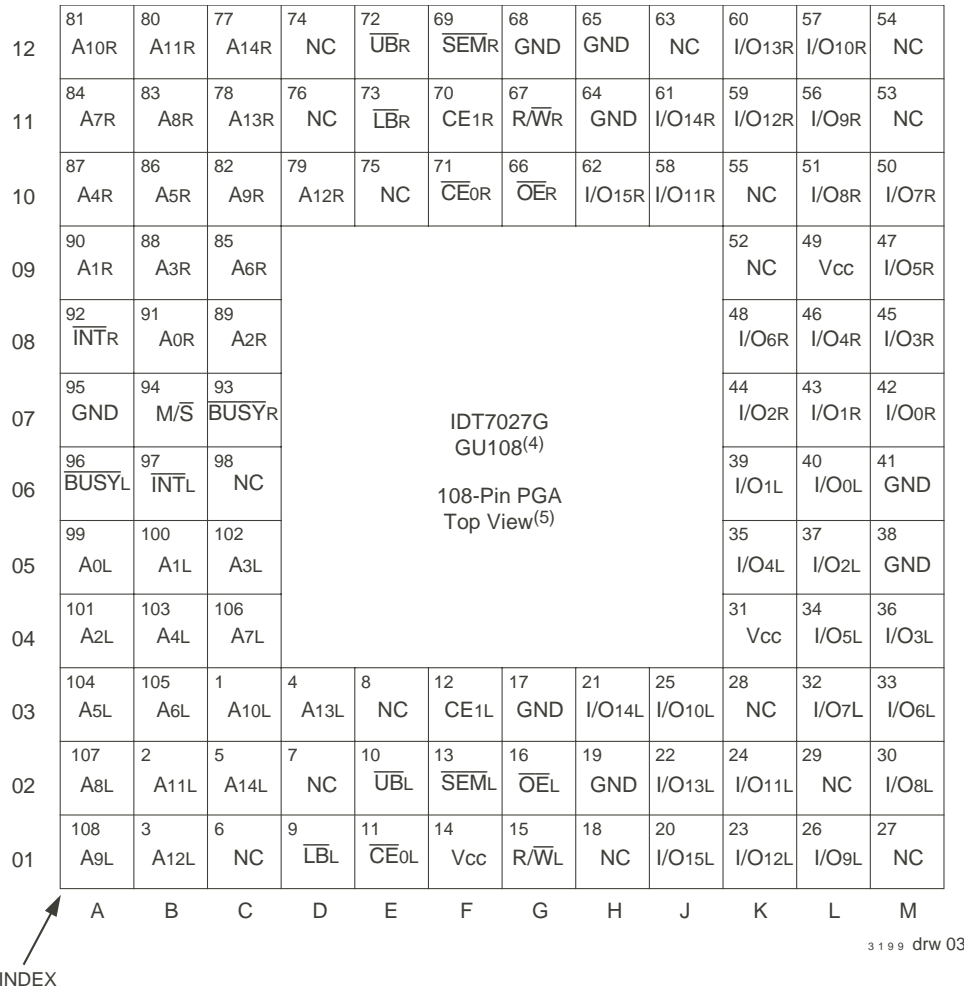 81 80 77 74 72 69 68 65 63 60 57 54
12 A10R A11R A14R NC UBR SEMR GND GND NC I/O13R I/O10R NC
84 83 78 76 73 70 67 64 61 59 56 53
11 A7R A8R A13R NC LBR CE1R R/WR GND I/O14R I/O12R I/O9R NC
87 86 82 79 75 71 66 62 58 55 51 50
10 A4R A5R A9R A12R NC CE0R OER I/O15R I/O11R NC I/O8R I/O7R
90 88 85 52 49 47
09 A1R A3R A6R NC Vcc I/O5R
92 91 89 48 46 45
08 INTR A0R A2R I/O6R I/O4R I/O3R
95 94 93 44 43 42
07 GND M/S BUSYR I/O2R I/O1R I/O0R
IDT7027G
GU108(4)
96 97 98 39 40 41
06 BUSYL INTL NC I/O1L I/O0L GND
108-Pin PGA
Top View(5)
99 100 102 35 37 38
05 A0L A1L A3L I/O4L I/O2L GND
101 103 106 31 34 36
04 A2L A4L A7L Vcc I/O5L I/O3L
104 105 1 4 8 12 17 21 25 28 32 33
03 A5L A6L A10L A13L NC CE1L GND I/O14L I/O10L NC I/O7L I/O6L
107 2 5 7 10 13 16 19 22 24 29 30
02 A8L A11L A14L NC UBL SEML OEL GND I/O13L I/O11L NC I/O8L
108 3 6 9 11 14 15 18 20 23 26 27
01 A9L A12L NC LBL CE0L Vcc R/WL NC I/O15L I/O12L I/O9L NC
A B C D E F G H J K L M
3199 drw 03
INDEX